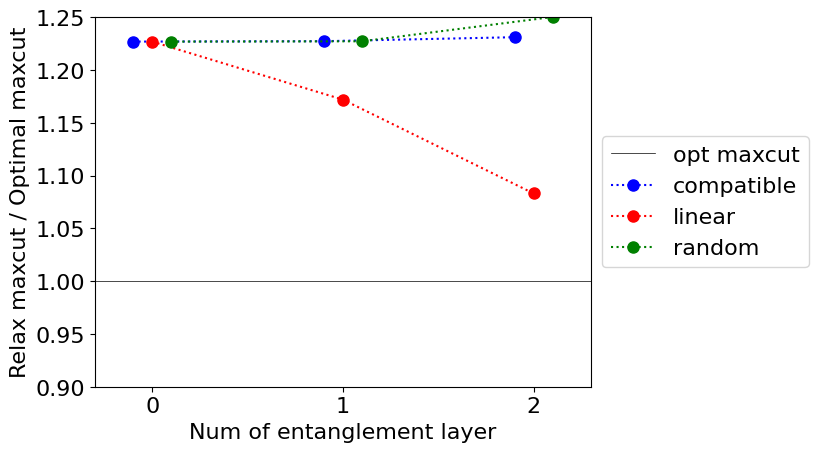 Relax maxcut / Optimal maxcut
1.25
1.20
1.15
1.10
1.05
1.00
0.95
0.90
0 1 2
Num of entanglement layer
opt maxcut
compatible
linear
random